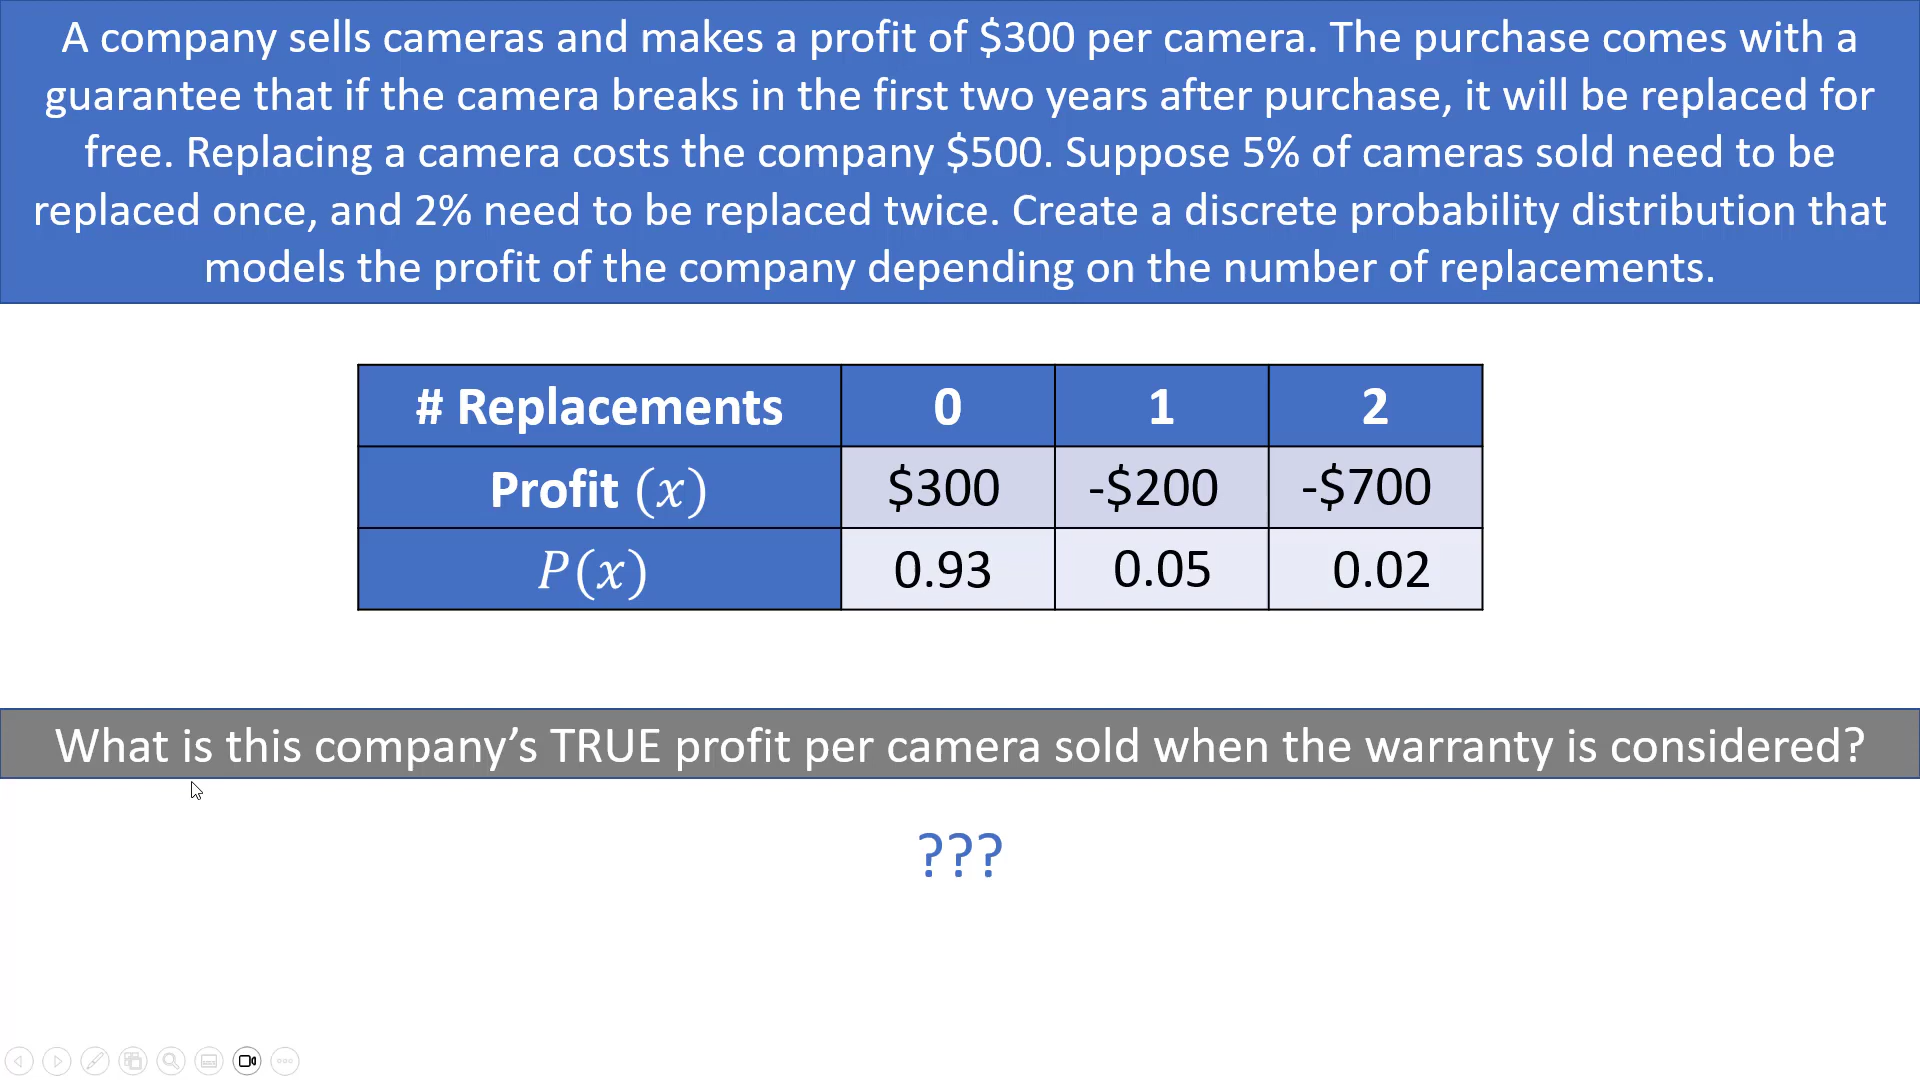 A company sells cameras and makes a profit of $300 per camera. The purchase comes with a
guarantee that if the camera breaks in the first two years after purchase, it will be replaced for
free. Replacing a camera costs the company $500. Suppose 5% of cameras sold need to be
replaced once, and 2% need to be replaced twice. Create a discrete probability distribution that
models the profit of the company depending on the number of replacements.
# Replacements 0 1 2
Profit (x) $300 -$200 -$700
P(x) 0.93 0.05 0.02
What is this company’s TRUE profit per camera sold when the warranty is considered?
???